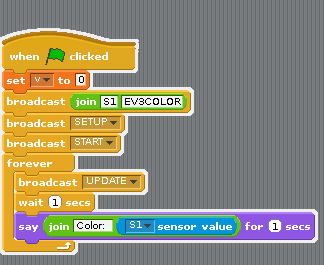 when clicked
set v to 0
broadcast join S1 EV3COLOR
broadcast SETUP
broadcast START
forever
broadcast UPDATE
wait 1 secs
say join Color: S1 sensor value for 1 secs